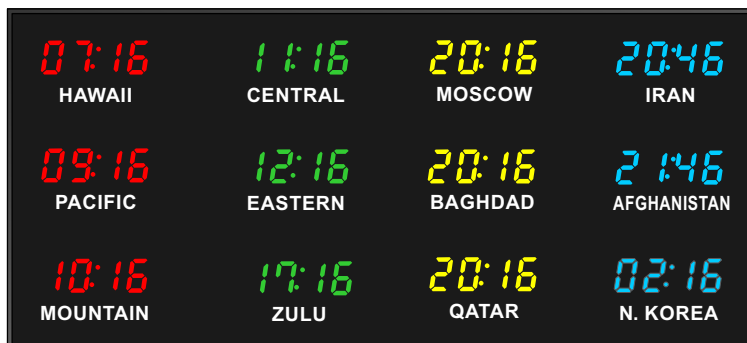 07:16 11:16 20:16 20:46
HAWAII CENTRAL MOSCOW IRAN
09:16 12:16 20:16 21:46
PACIFIC EASTERN BAGHDAD AFGHANISTAN
10:16 17:16 20:16 02:16
MOUNTAIN ZULU QATAR N. KOREA